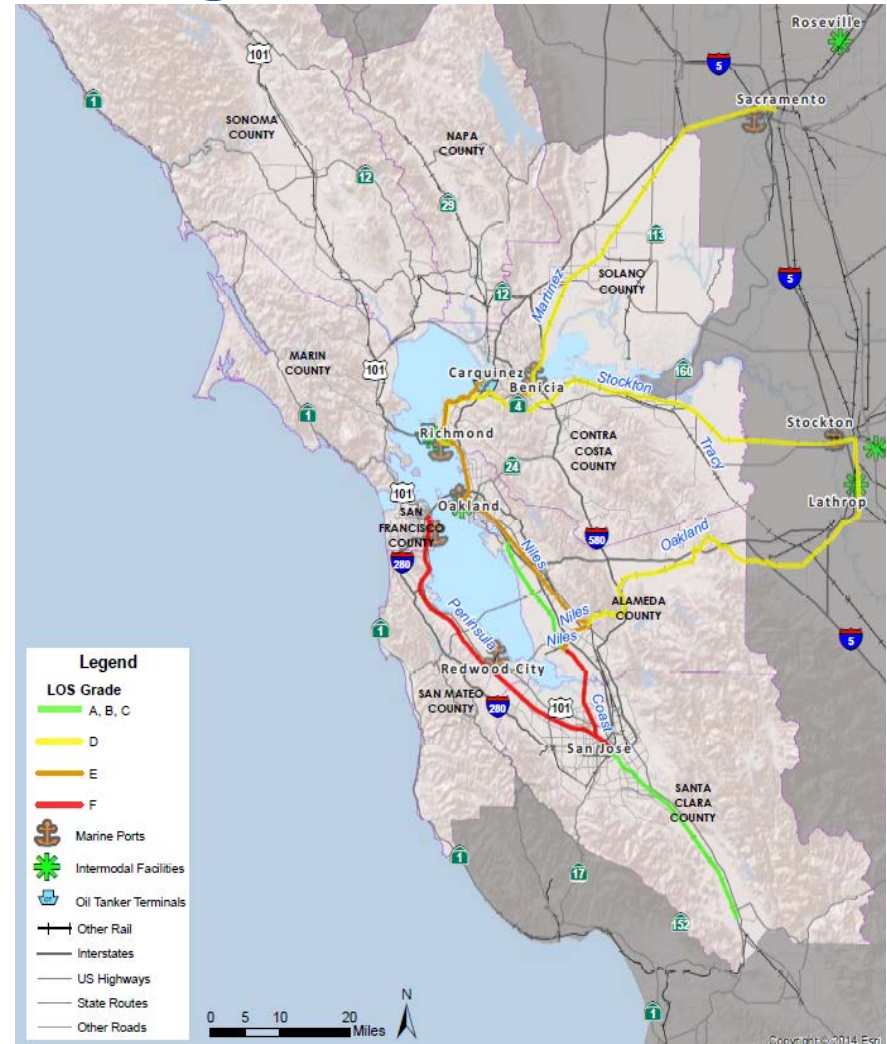 Roseville
101
5
1
Sacramento
SONOMA
COUNTY
NAPA
COUNTY
12
29
113
SOLANO
COUNTY
5
Martinez
12
MARIN
COUNTY
101
Carquinez
Benicia
160
Stockton
4
1
Stockton
Richmond
CONTRA
COSTA
COUNTY
Tracy
24
101
Oakland
Lathrop
SAN
FRANCISCO
COUNTY
Niles
580
Oakland
280
Niles
ALAMEDA
COUNTY
1
Peninsula
Niles
5
Redwood City
SAN MATEO
COUNTY
280
101
Coast
San Jose
SANTA
CLARA
COUNTY
1
17
152
1
Legend
LOS Grade
A, B, C
D
E
F
Marine Ports
Intermodal Facilities
Oil Tanker Terminals
Other Rail
Interstates
US Highways
State Routes
Other Roads
0 5 10 20
Miles
N
Copyright © 2014 Esri